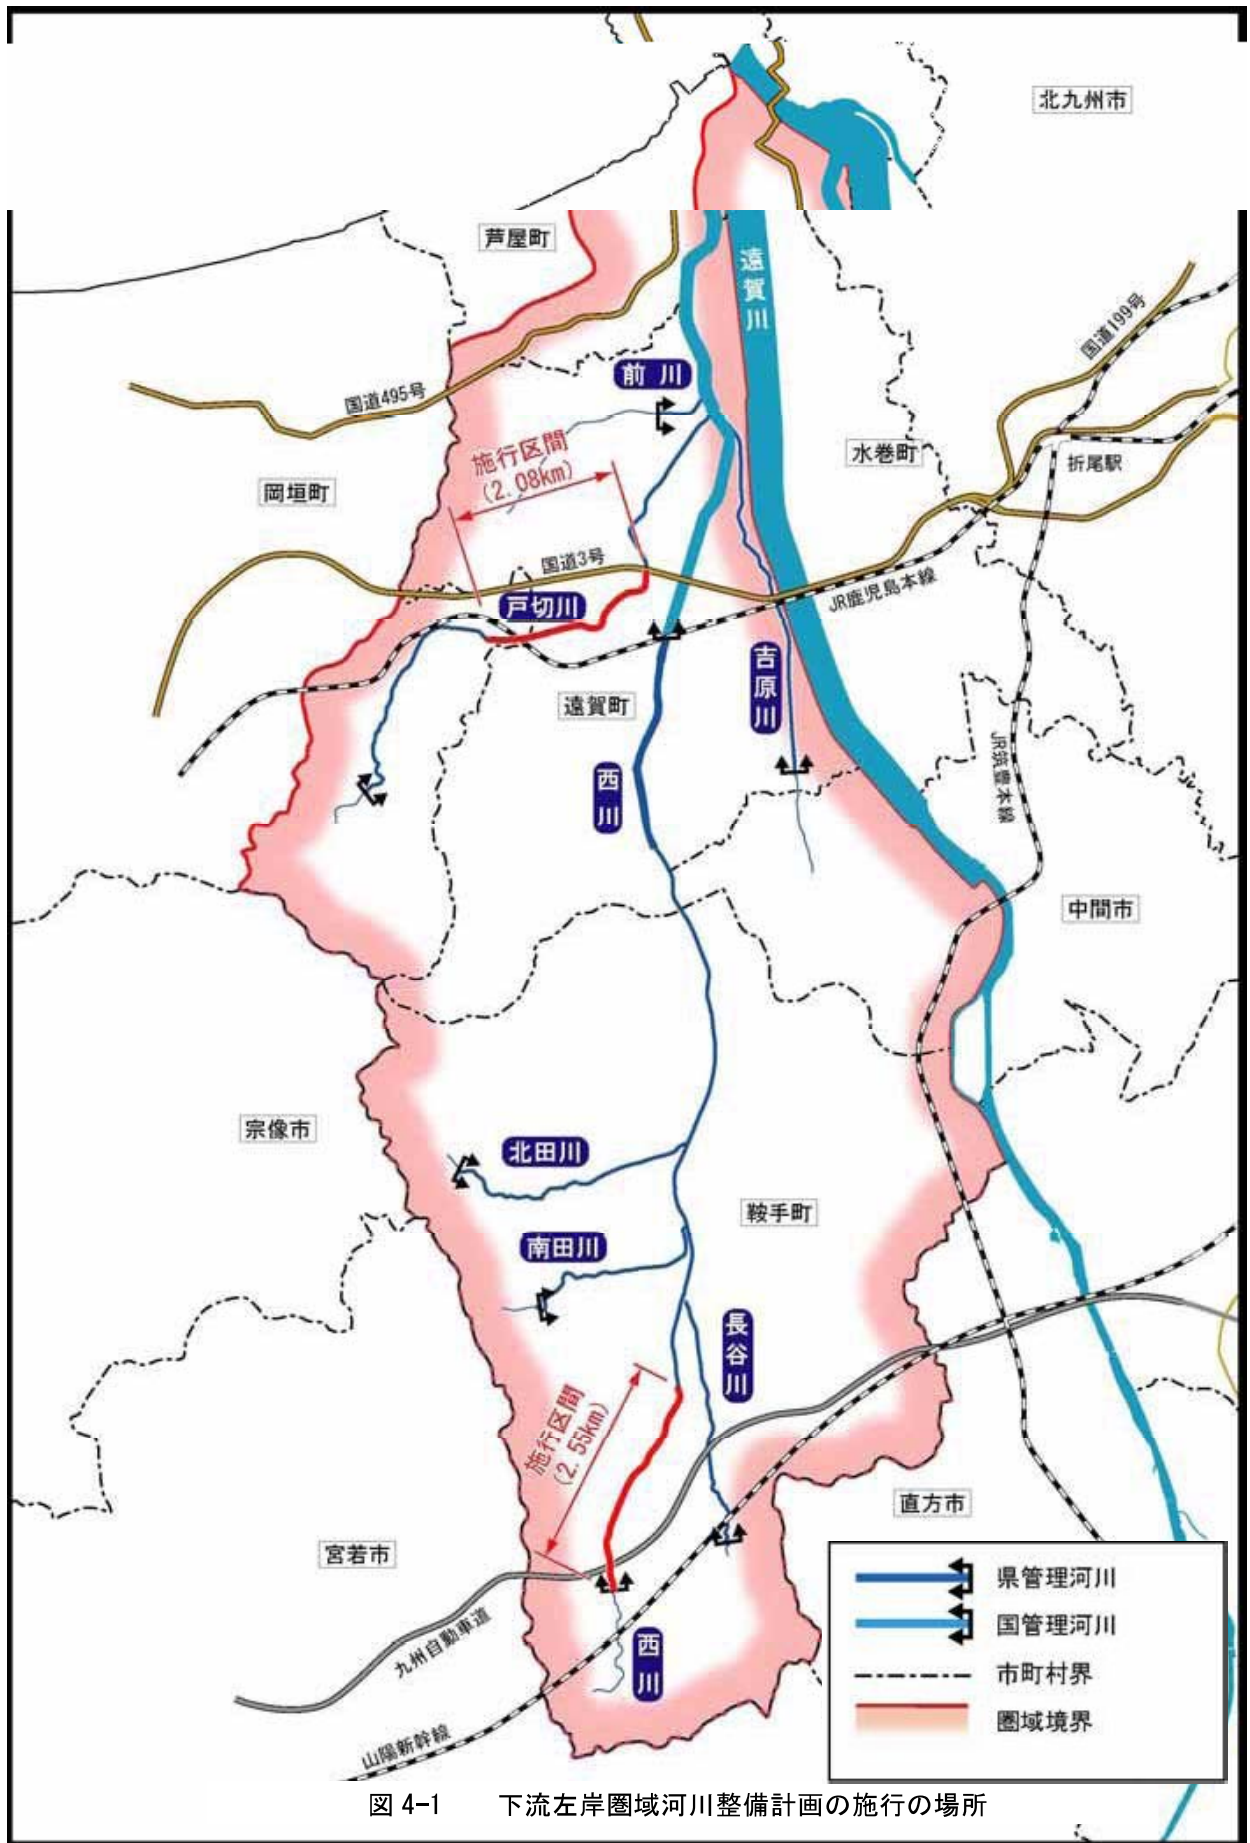 北九州市
芦屋町
遠賀川
国道199号
前川
国道495号
水巻町
施行区間
(2.08km)
折尾駅
岡垣町
国道3号
JR鹿児島本線
戸切川
吉原川
遠賀町
JR筑豊本線
西川
中間市
宗像市
北田川
鞍手町
南田川
長谷川
施行区間
(2.55km)
直方市
宮若市
県管理河川
国管理河川
九州自動車道
西川
市町村界
圏域境界
山陽新幹線
図 4-1 下流左岸圏域河川整備計画の施行の場所